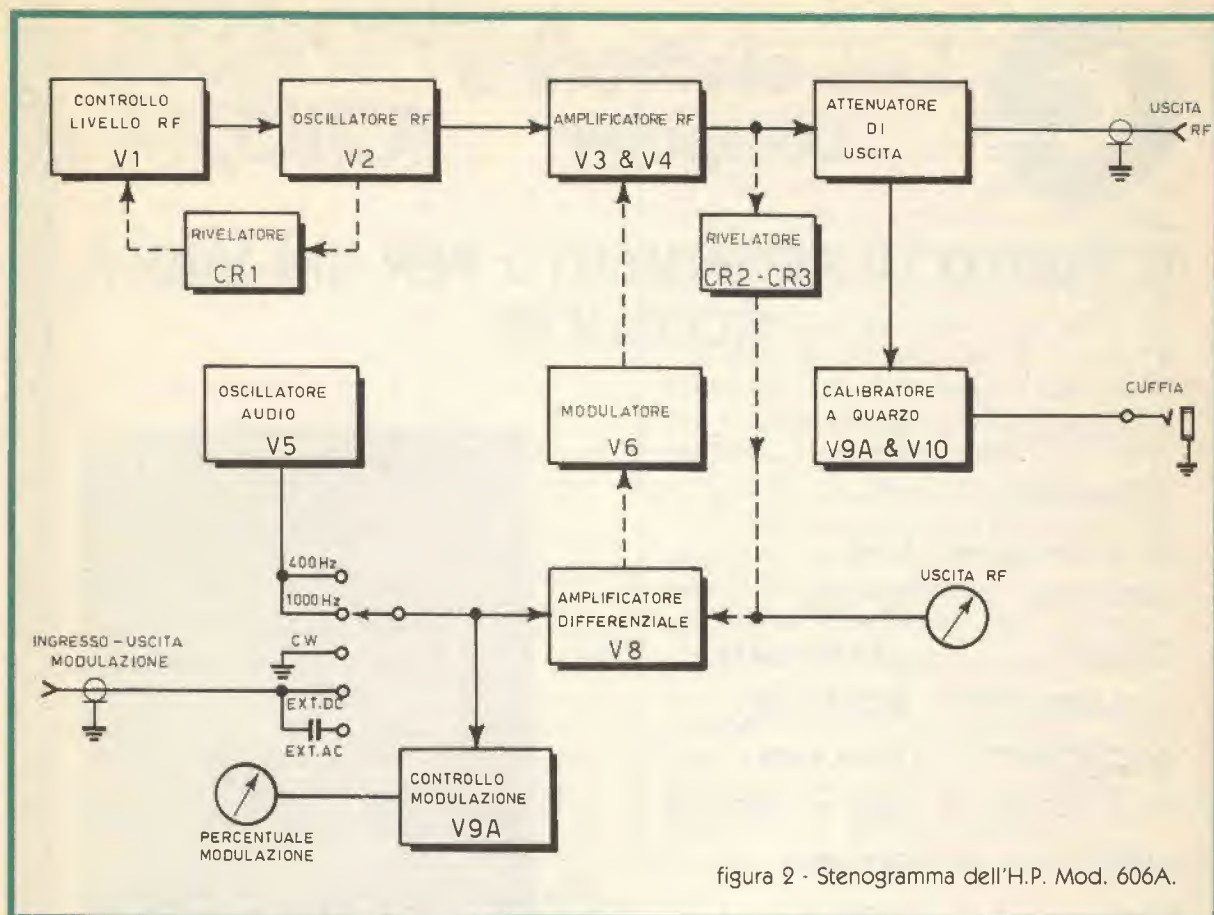 CONTROLLO
LIVELLO RF
V1
OSCILLATORE RF
V2
AMPLIFICATORE RF
V3 & V4
ATTENUATORE
DI
USCITA
USCITA
RF
RIVELATORE
CR1
RIVELATORE
CR2-CR3
OSCILLATORE
AUDIO
V5
MODULATORE
V6
CALIBRATORE
A QUARZO
V9A & V10
CUFFIA
400Hz
1000Hz
CW
EXT.DC
EXT.AC
INGRESSO-USCITA
MODULAZIONE
AMPLIFICATORE
DIFFERENZIALE
V8
USCITA RF
CONTROLLO
MODULAZIONE
V9A
PERCENTUALE
MODULAZIONE
figura 2 - Stenogramma dell'H.P. Mod. 606A.